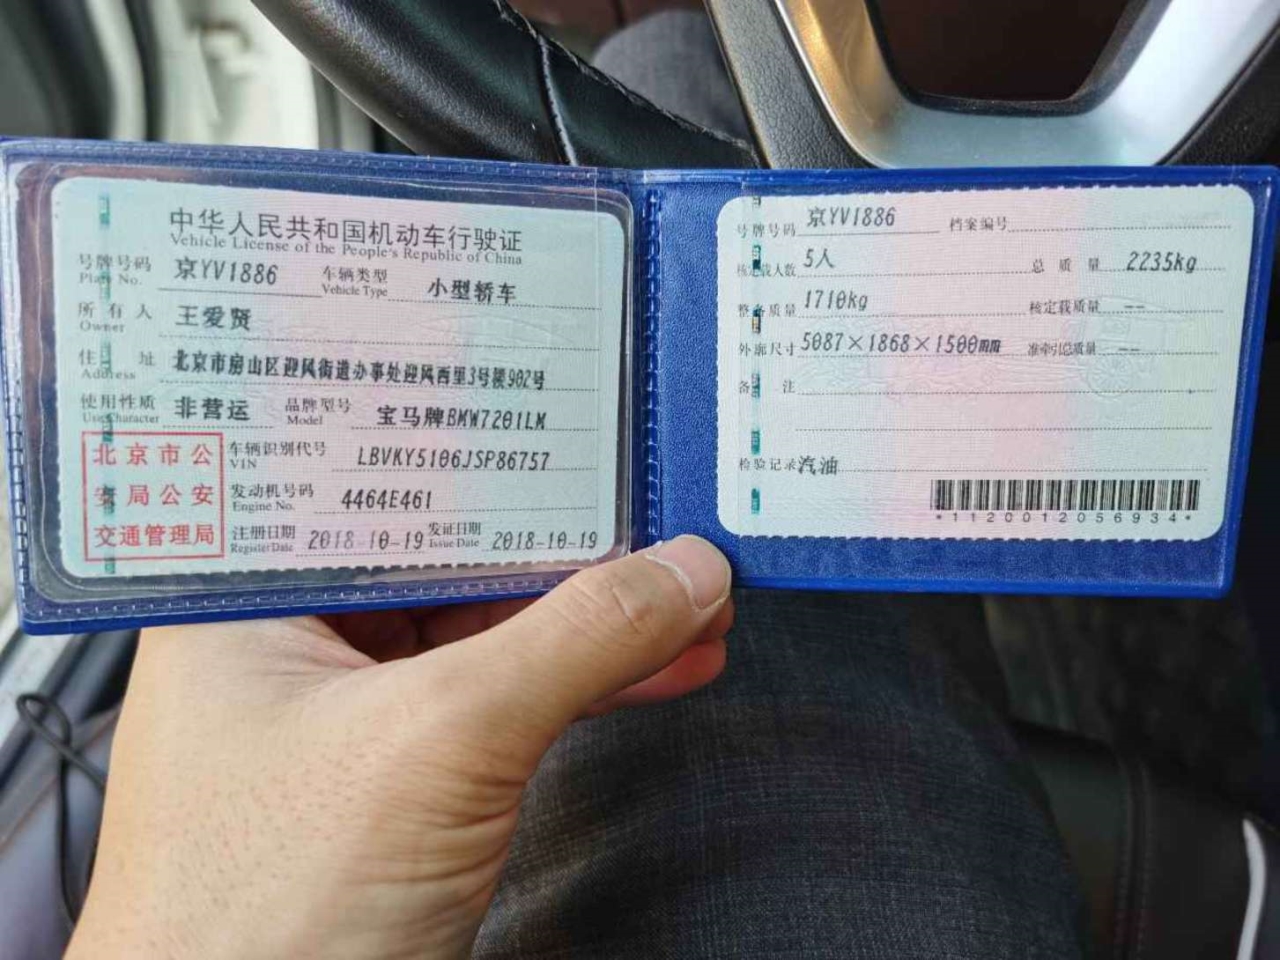 中华人民共和国机动车行驶证
Vehicle License of the People's Republic of China
号牌号码 京YV1886 车辆类型 小型轿车
Plate No. Vehicle Type
所有人 王爱贤
Owner
住址 北京市房山区迎风街道办事处迎风西里3号楼902号
Address
使用性质 非营运 品牌型号 宝马牌BMW7201LM
Use Character Model
北京市公
安局公安
交通管理局
车辆识别代号 LBVKY5106JSP86757
VIN
发动机号码 4464E461
Engine No.
注册日期 2018-10-19 发证日期 2018-10-19
Register Date Issue Date
号牌号码 京YV1886 档案编号
核定载人数 5人 总质量 2235kg
整备质量 1710kg 核定载质量 --
外廓尺寸 5087×1868×1500mm 准牵引总质量 --
备注
检验记录 汽油
*1120012056934*